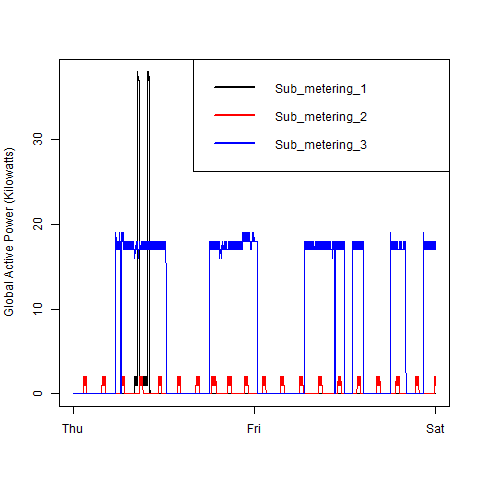 Sub_metering_1
Sub_metering_2
Sub_metering_3
Global Active Power (Kilowatts)
30
20
10
0
Thu Fri Sat